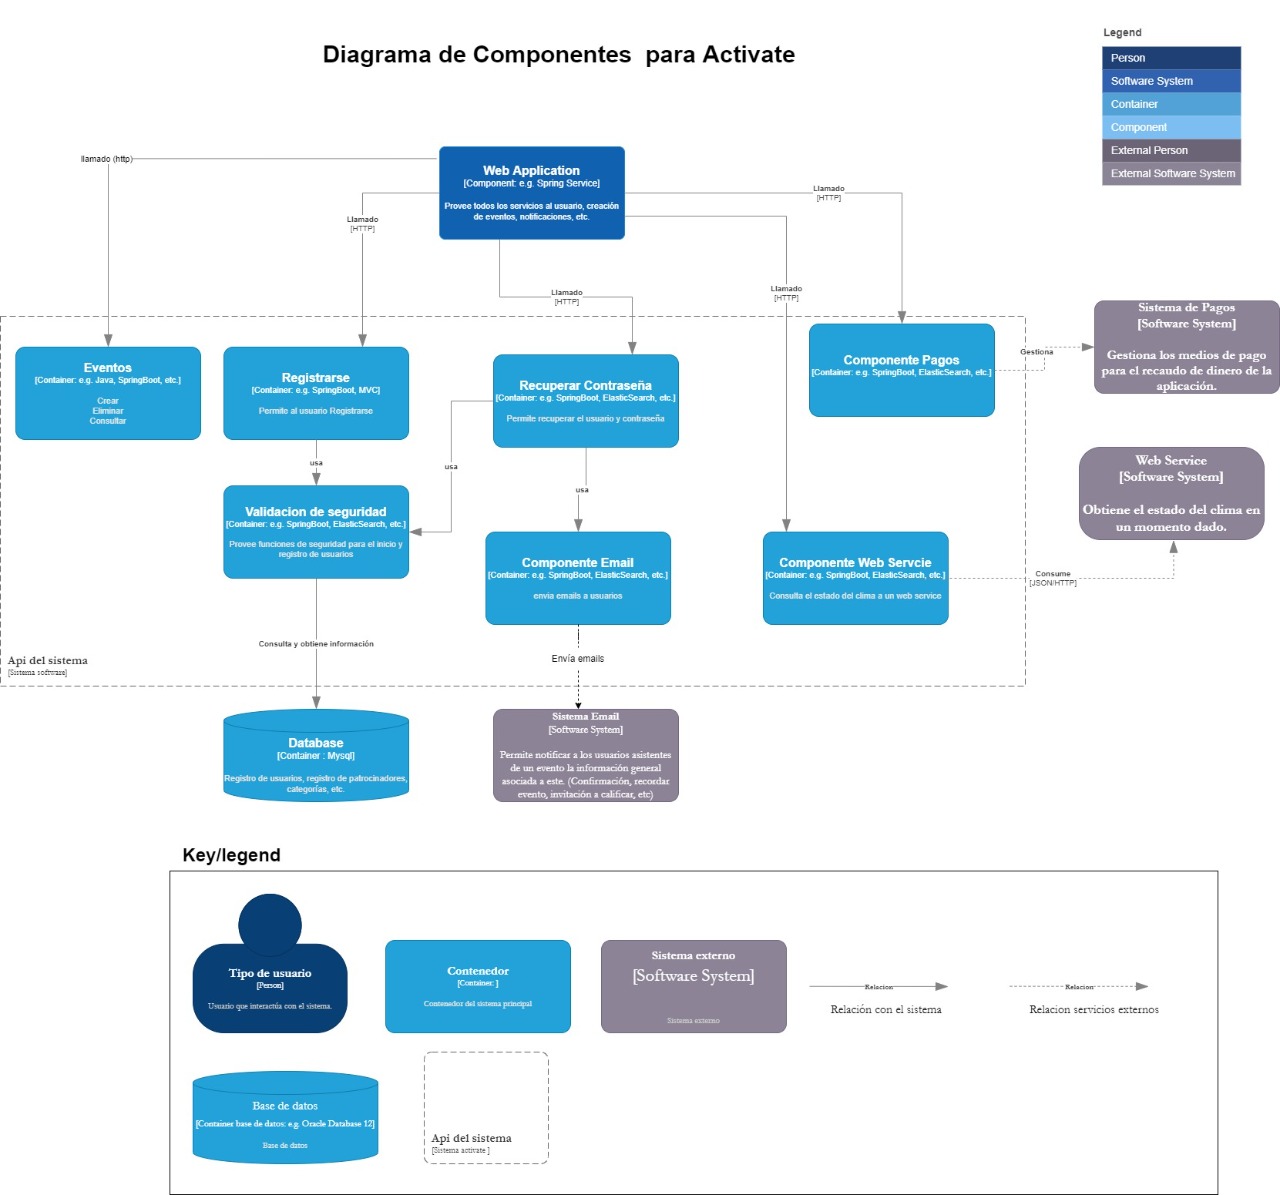 Diagrama de Componentes  para Activate
Legend
Person
Software System
Container
Component
External Person
External Software System
llamado (http)
Web Application
[Component: e.g. Spring Service]
Provee todos los servicios al usuario, creación
de eventos, notificaciones, etc.
Llamado
[HTTP]
Llamado
[HTTP]
Llamado
[HTTP]
Llamado
[HTTP]
Eventos
[Container: e.g. Java, SpringBoot, etc.]
Crear
Eliminar
Consultar
Registrarse
[Container: e.g. SpringBoot, MVC]
Permite al usuario Registrarse
Recuperar Contraseña
[Container: e.g. SpringBoot, ElasticSearch, etc.]
Permite recuperar el usuario y contraseña
Componente Pagos
[Container: e.g. SpringBoot, ElasticSearch, etc.]
Gestiona
Sistema de Pagos
[Software System]
Gestiona los medios de pago
para el recaudo de dinero de la
aplicación.
usa
usa
usa
Web Service
[Software System]
Obtiene el estado del clima en
un momento dado.
Validacion de seguridad
[Container: e.g. SpringBoot, ElasticSearch, etc.]
Provee funciones de seguridad para el inicio y
registro de usuarios
Componente Email
[Container: e.g. SpringBoot, ElasticSearch, etc.]
envia emails a usuarios
Componente Web Servcie
[Container: e.g. SpringBoot, ElasticSearch, etc.]
Consulta el estado del clima a un web service
Consume
[JSON/HTTP]
Consulta y obtiene información
Envía emails
Api del sistema
[Sistema software]
Database
[Container : Mysql]
Registro de usuarios, registro de patrocinadores,
categorías, etc.
Sistema Email
[Software System]
Permite notificar a los usuarios asistentes
de un evento la información general
asociada a este. (Confirmación, recordar
evento, invitación a calificar, etc)
Key/legend
Tipo de usuario
[Person]
Usuario que interactúa con el sistema.
Contenedor
[Container: ]
Contenedor del sistema principal
Sistema externo
[Software System]
Sistema externo
Relacion
Relación con el sistema
Relacion
Relacion servicios externos
Base de datos
[Container base de datos: e.g. Oracle Database 12]
Base de datos
Api del sistema
[Sistema activate ]